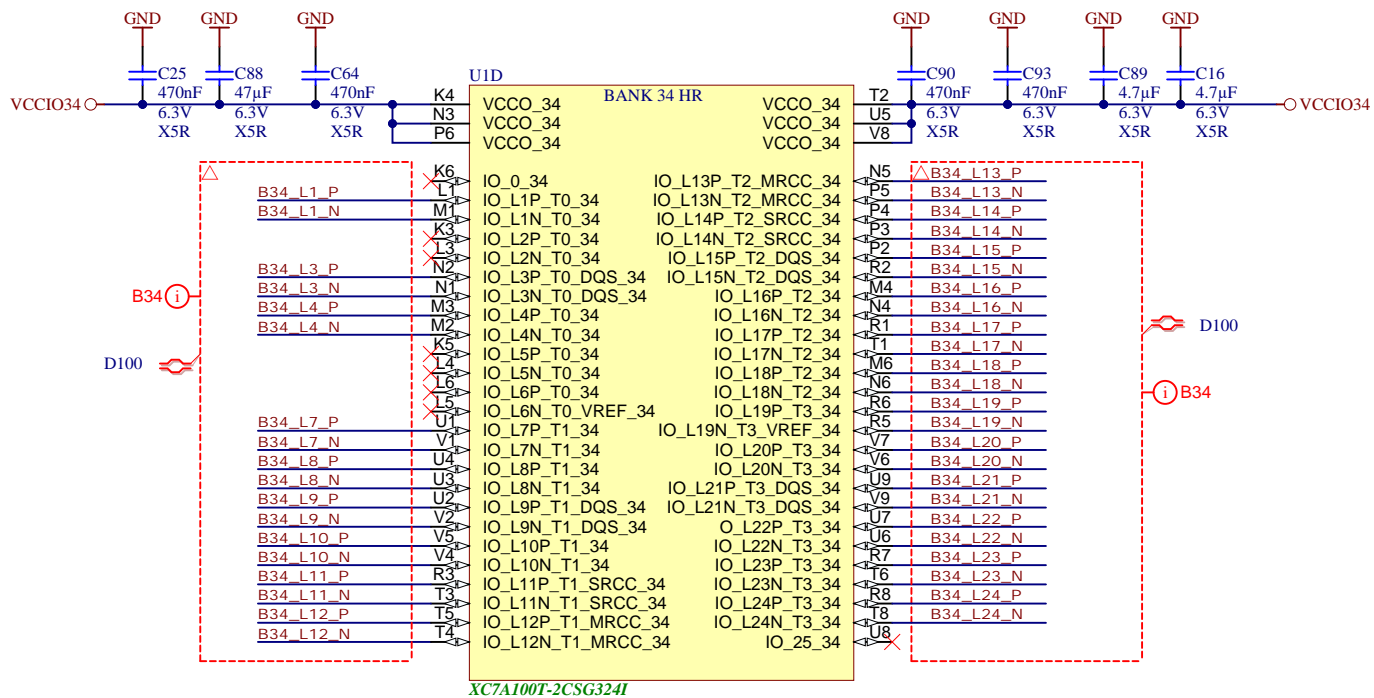 GND GND GND GND GND GND GND
C25 C88 C64 C90 C93 C89 C16
470nF 47µF 470nF 470nF 470nF 4.7µF 4.7µF
6.3V 6.3V 6.3V 6.3V 6.3V 6.3V 6.3V
X5R X5R X5R X5R X5R X5R X5R
U1D
BANK 34 HR
VCCIO34 K4 VCCO_34 VCCO_34 T2 VCCIO34
N3 VCCO_34 VCCO_34 U5
P6 VCCO_34 VCCO_34 V8
K6 IO_0_34 IO_L13P_T2_MRCC_34 N5 B34_L13_P
B34_L1_P L1 IO_L1P_T0_34 IO_L13N_T2_MRCC_34 P5 B34_L13_N
B34_L1_N M1 IO_L1N_T0_34 IO_L14P_T2_SRCC_34 P4 B34_L14_P
K3 IO_L2P_T0_34 IO_L14N_T2_SRCC_34 P3 B34_L14_N
L3 IO_L2N_T0_34 IO_L15P_T2_DQS_34 P2 B34_L15_P
B34_L3_P N2 IO_L3P_T0_DQS_34 IO_L15N_T2_DQS_34 R2 B34_L15_N
B34_L3_N N1 IO_L3N_T0_DQS_34 IO_L16P_T2_34 M4 B34_L16_P
B34_L4_P M3 IO_L4P_T0_34 IO_L16N_T2_34 N4 B34_L16_N
B34_L4_N M2 IO_L4N_T0_34 IO_L17P_T2_34 R1 B34_L17_P
K5 IO_L5P_T0_34 IO_L17N_T2_34 T1 B34_L17_N
L4 IO_L5N_T0_34 IO_L18P_T2_34 M6 B34_L18_P
L6 IO_L6P_T0_34 IO_L18N_T2_34 N6 B34_L18_N
L5 IO_L6N_T0_VREF_34 IO_L19P_T3_34 R6 B34_L19_P
B34_L7_P U1 IO_L7P_T1_34 IO_L19N_T3_VREF_34 R5 B34_L19_N
B34_L7_N V1 IO_L7N_T1_34 IO_L20P_T3_34 V7 B34_L20_P
B34_L8_P U4 IO_L8P_T1_34 IO_L20N_T3_34 V6 B34_L20_N
B34_L8_N U3 IO_L8N_T1_34 IO_L21P_T3_DQS_34 U9 B34_L21_P
B34_L9_P U2 IO_L9P_T1_DQS_34 IO_L21N_T3_DQS_34 V9 B34_L21_N
B34_L9_N V2 IO_L9N_T1_DQS_34 O_L22P_T3_34 U7 B34_L22_P
B34_L10_P V5 IO_L10P_T1_34 IO_L22N_T3_34 U6 B34_L22_N
B34_L10_N V4 IO_L10N_T1_34 IO_L23P_T3_34 R7 B34_L23_P
B34_L11_P R3 IO_L11P_T1_SRCC_34 IO_L23N_T3_34 T6 B34_L23_N
B34_L11_N T3 IO_L11N_T1_SRCC_34 IO_L24P_T3_34 R8 B34_L24_P
B34_L12_P T5 IO_L12P_T1_MRCC_34 IO_L24N_T3_34 T8 B34_L24_N
B34_L12_N T4 IO_L12N_T1_MRCC_34 IO_25_34 U8
B34 i
D100
D100
i B34
XC7A100T-2CSG324I